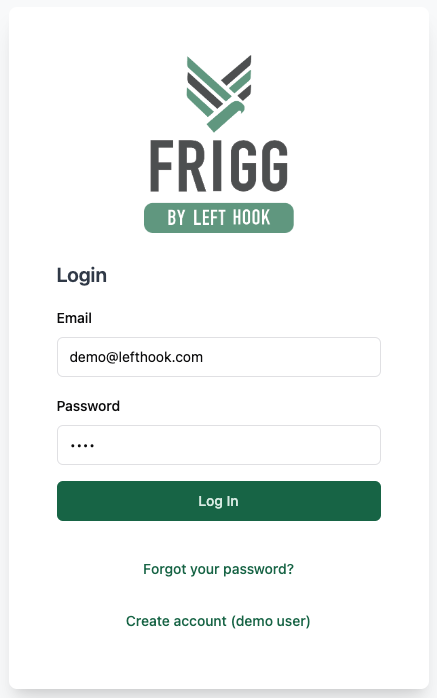 FRIGG
BY LEFT HOOK
Login
Email
demo@lefthook.com
Password
••••
Log In
Forgot your password?
Create account (demo user)